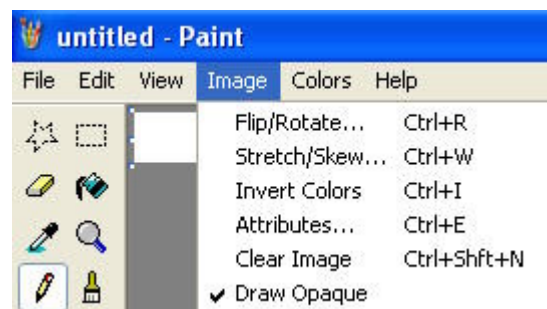 untitled - Paint
File Edit View Image Colors Help
Flip/Rotate... Ctrl+R
Stretch/Skew... Ctrl+W
Invert Colors Ctrl+I
Attributes... Ctrl+E
Clear Image Ctrl+Shft+N
Draw Opaque